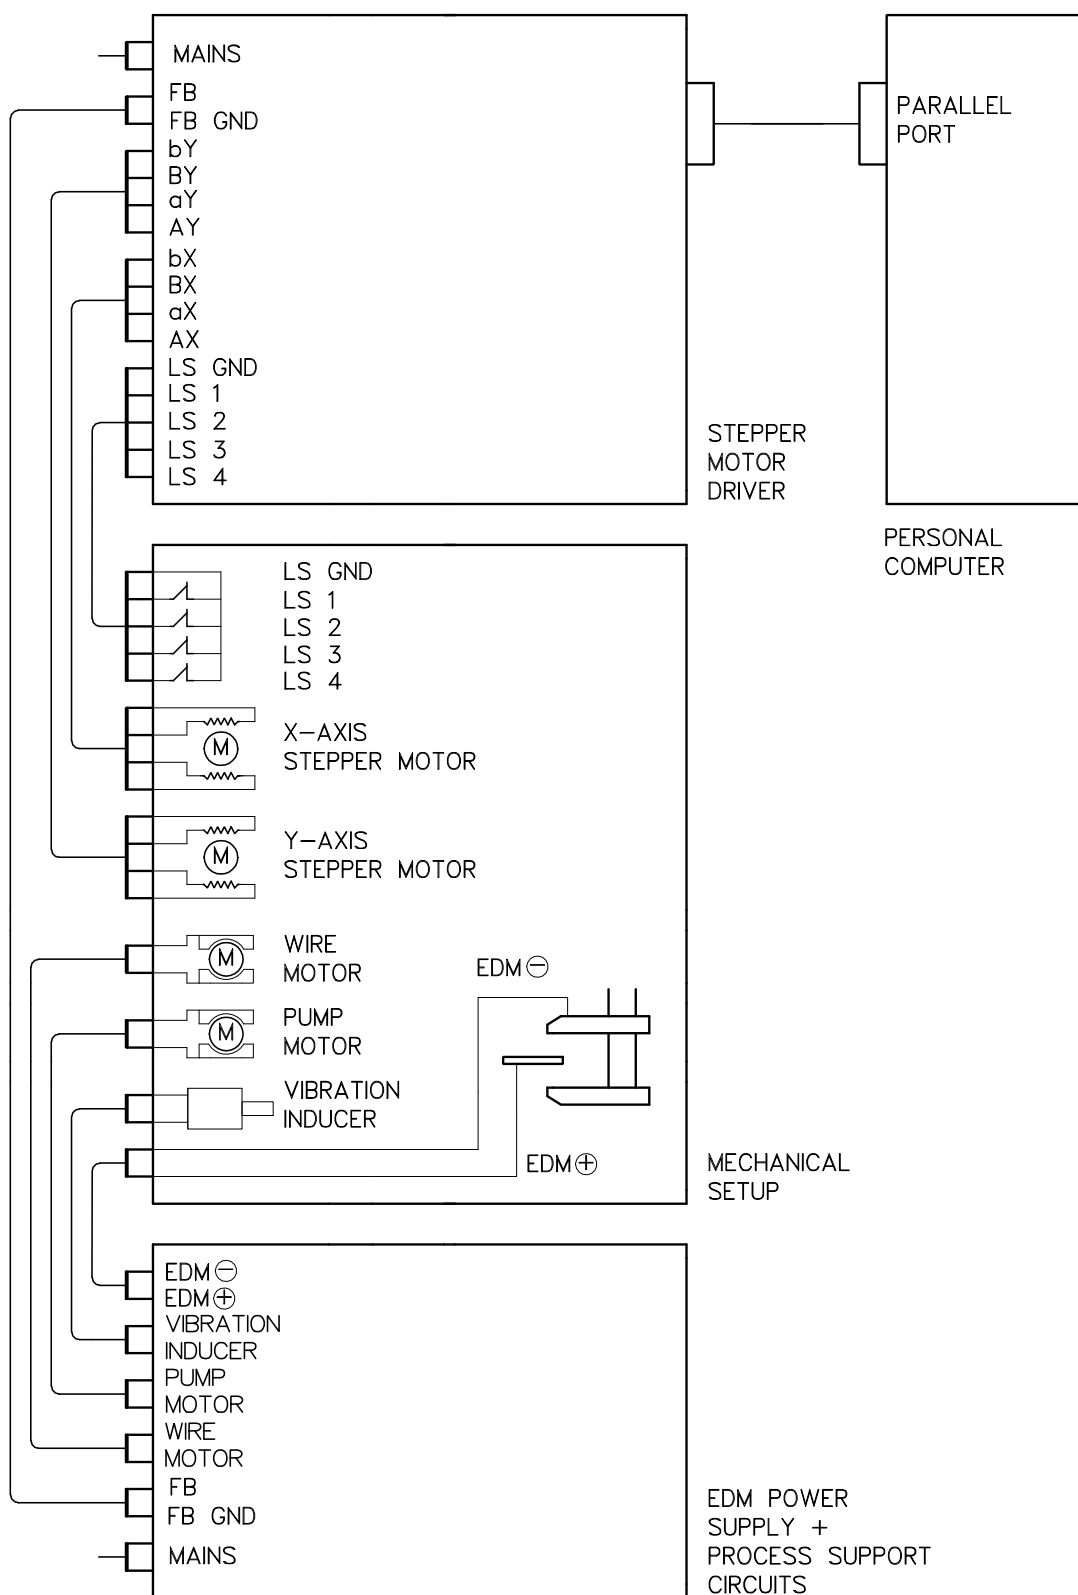 MAINS
FB
FB GND
bY
BY
aY
AY
bX
BX
aX
AX
LS GND
LS 1
LS 2
LS 3
LS 4
STEPPER
MOTOR
DRIVER
PARALLEL
PORT
PERSONAL
COMPUTER
LS GND
LS 1
LS 2
LS 3
LS 4
M
X-AXIS
STEPPER MOTOR
M
Y-AXIS
STEPPER MOTOR
M
WIRE
MOTOR
M
PUMP
MOTOR
VIBRATION
INDUCER
EDM⊖
EDM⊕
MECHANICAL
SETUP
EDM⊖
EDM⊕
VIBRATION
INDUCER
PUMP
MOTOR
WIRE
MOTOR
FB
FB GND
MAINS
EDM POWER
SUPPLY +
PROCESS SUPPORT
CIRCUITS